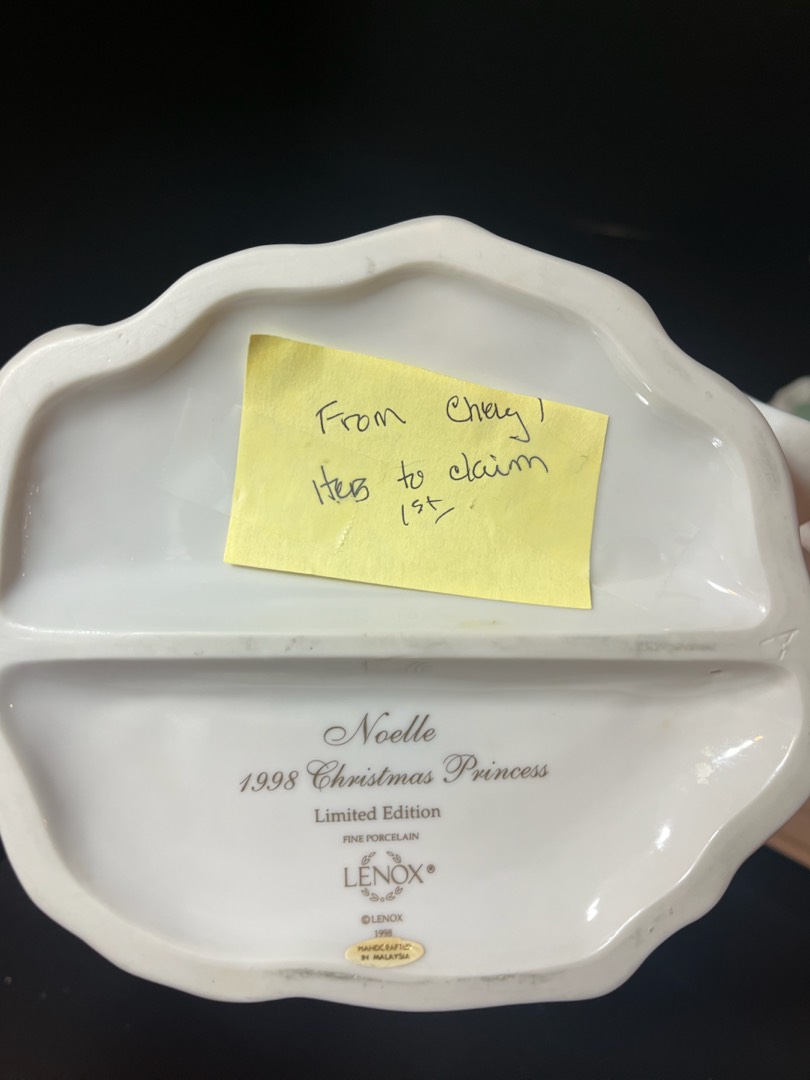 From Cheryl
Hers to claim
1st
Noelle
1998 Christmas Princess
Limited Edition
FINE PORCELAIN
LENOX®
©LENOX
1998
HANDCRAFTED
IN MALAYSIA